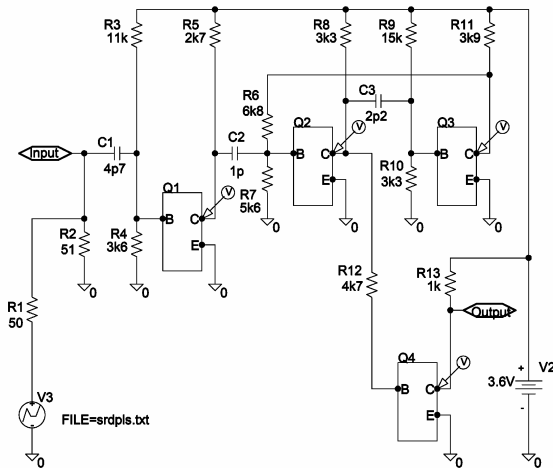 R3
11k
R5
2k7
R8
3k3
R9
15k
R11
3k9
C3
2p2
R6
6k8
Q2
Q3
Input
C1
4p7
C2
1p
B
C
E
V
B
C
E
V
R7
5k6
R10
3k3
Q1
B
C
E
V
R2
51
R4
3k6
0
0
0
0
0
0
0
R12
4k7
R13
1k
Output
R1
50
Q4
B
C
E
V
V2
3.6V
+
-
V3
FILE=srdpls.txt
0
0
0